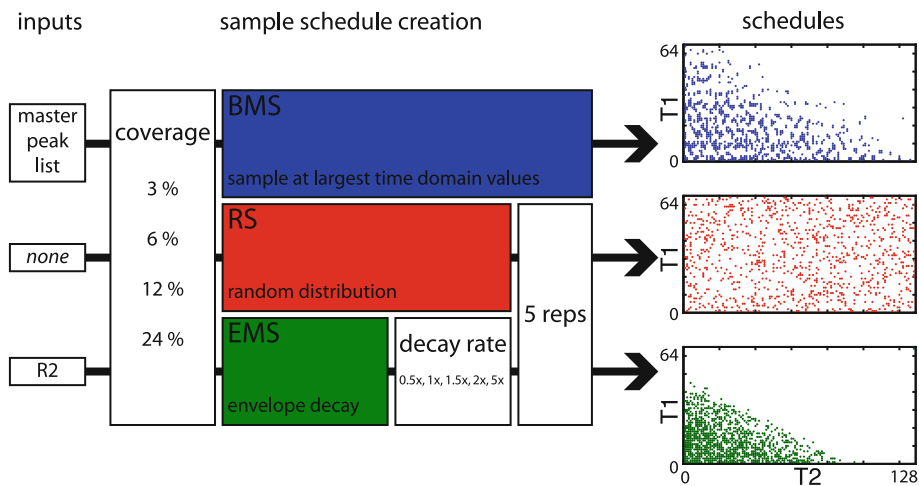 inputs
sample schedule creation
schedules
master
peak
list
none
R2
coverage
3 %
6 %
12 %
24 %
BMS
sample at largest time domain values
RS
random distribution
EMS
envelope decay
decay rate
0.5x, 1x, 1.5x, 2x, 5x
5 reps
64
T1
0
64
T1
0
64
T1
0
0
T2
128